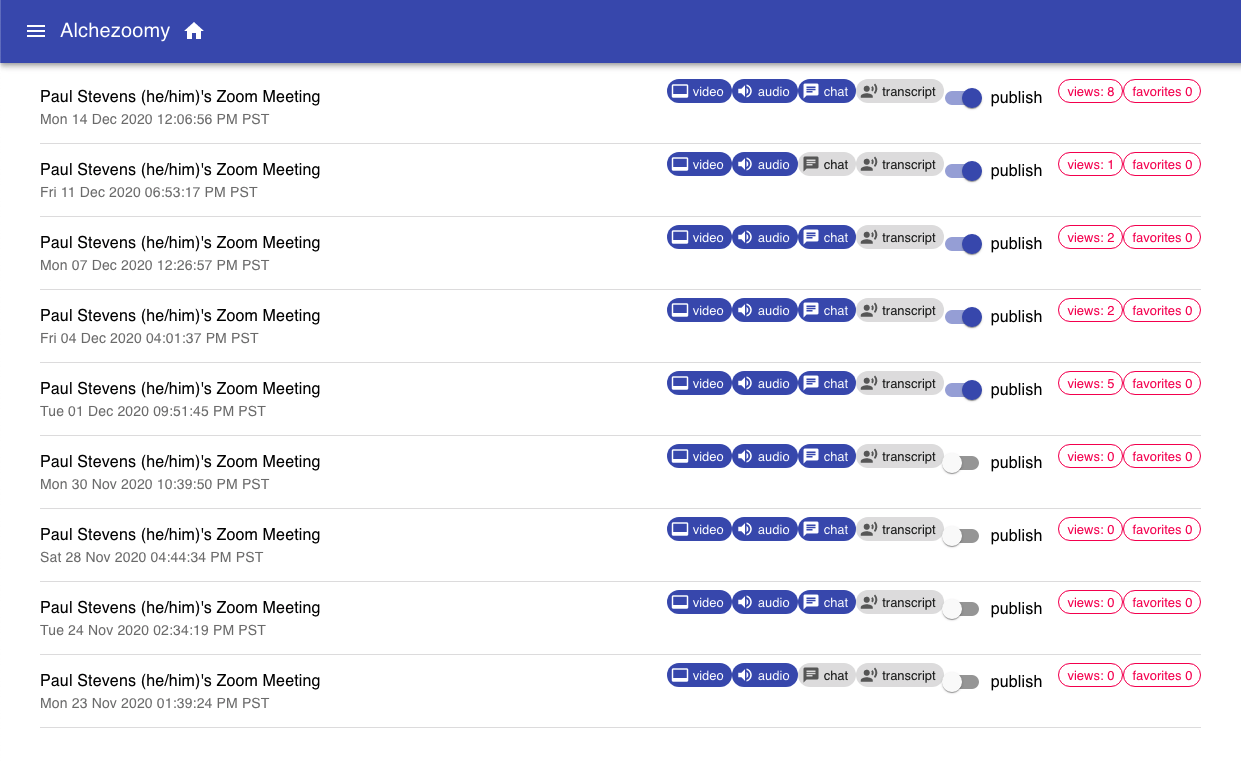 Alchezoomy
Paul Stevens (he/him)'s Zoom Meeting video audio chat transcript publish views: 8 favorites 0
Mon 14 Dec 2020 12:06:56 PM PST
Paul Stevens (he/him)'s Zoom Meeting video audio chat transcript publish views: 1 favorites 0
Fri 11 Dec 2020 06:53:17 PM PST
Paul Stevens (he/him)'s Zoom Meeting video audio chat transcript publish views: 2 favorites 0
Mon 07 Dec 2020 12:26:57 PM PST
Paul Stevens (he/him)'s Zoom Meeting video audio chat transcript publish views: 2 favorites 0
Fri 04 Dec 2020 04:01:37 PM PST
Paul Stevens (he/him)'s Zoom Meeting video audio chat transcript publish views: 5 favorites 0
Tue 01 Dec 2020 09:51:45 PM PST
Paul Stevens (he/him)'s Zoom Meeting video audio chat transcript publish views: 0 favorites 0
Mon 30 Nov 2020 10:39:50 PM PST
Paul Stevens (he/him)'s Zoom Meeting video audio chat transcript publish views: 0 favorites 0
Sat 28 Nov 2020 04:44:34 PM PST
Paul Stevens (he/him)'s Zoom Meeting video audio chat transcript publish views: 0 favorites 0
Tue 24 Nov 2020 02:34:19 PM PST
Paul Stevens (he/him)'s Zoom Meeting video audio chat transcript publish views: 0 favorites 0
Mon 23 Nov 2020 01:39:24 PM PST